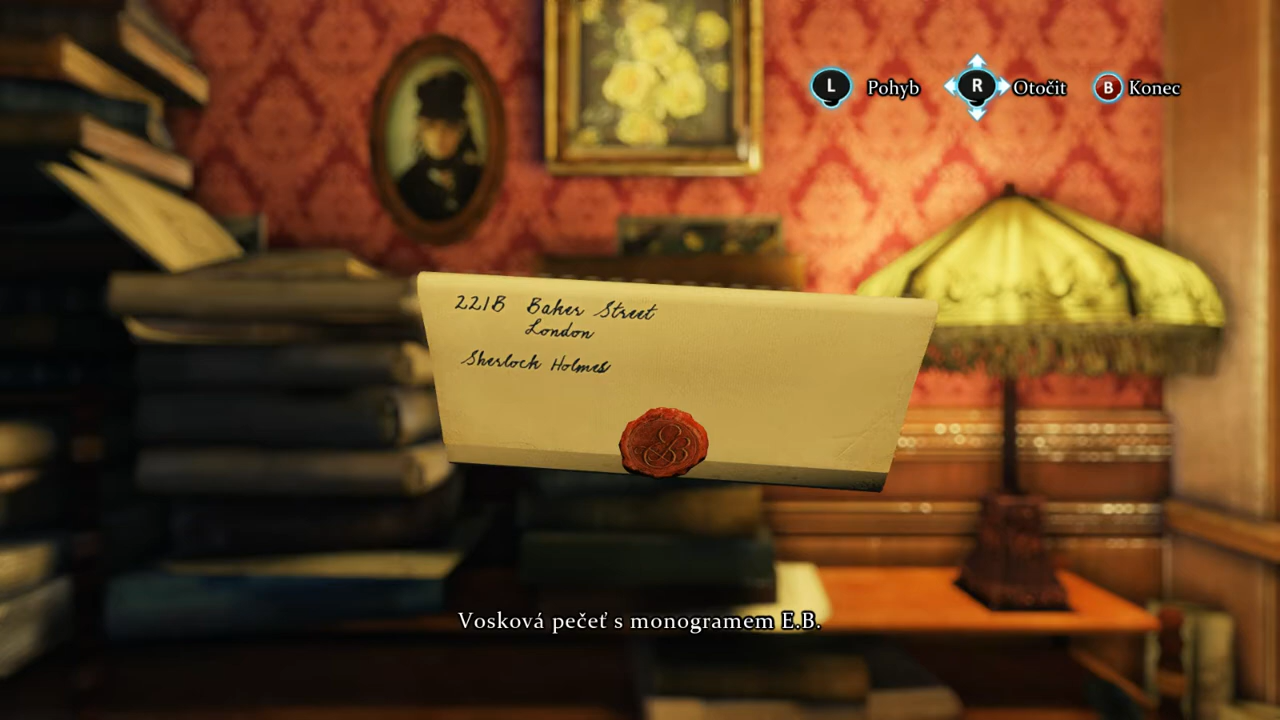 L Pohyb R Otočit B Konec
221B Baker Street
London
Sherlock Holmes
Vosková pečeť s monogramem E.B.